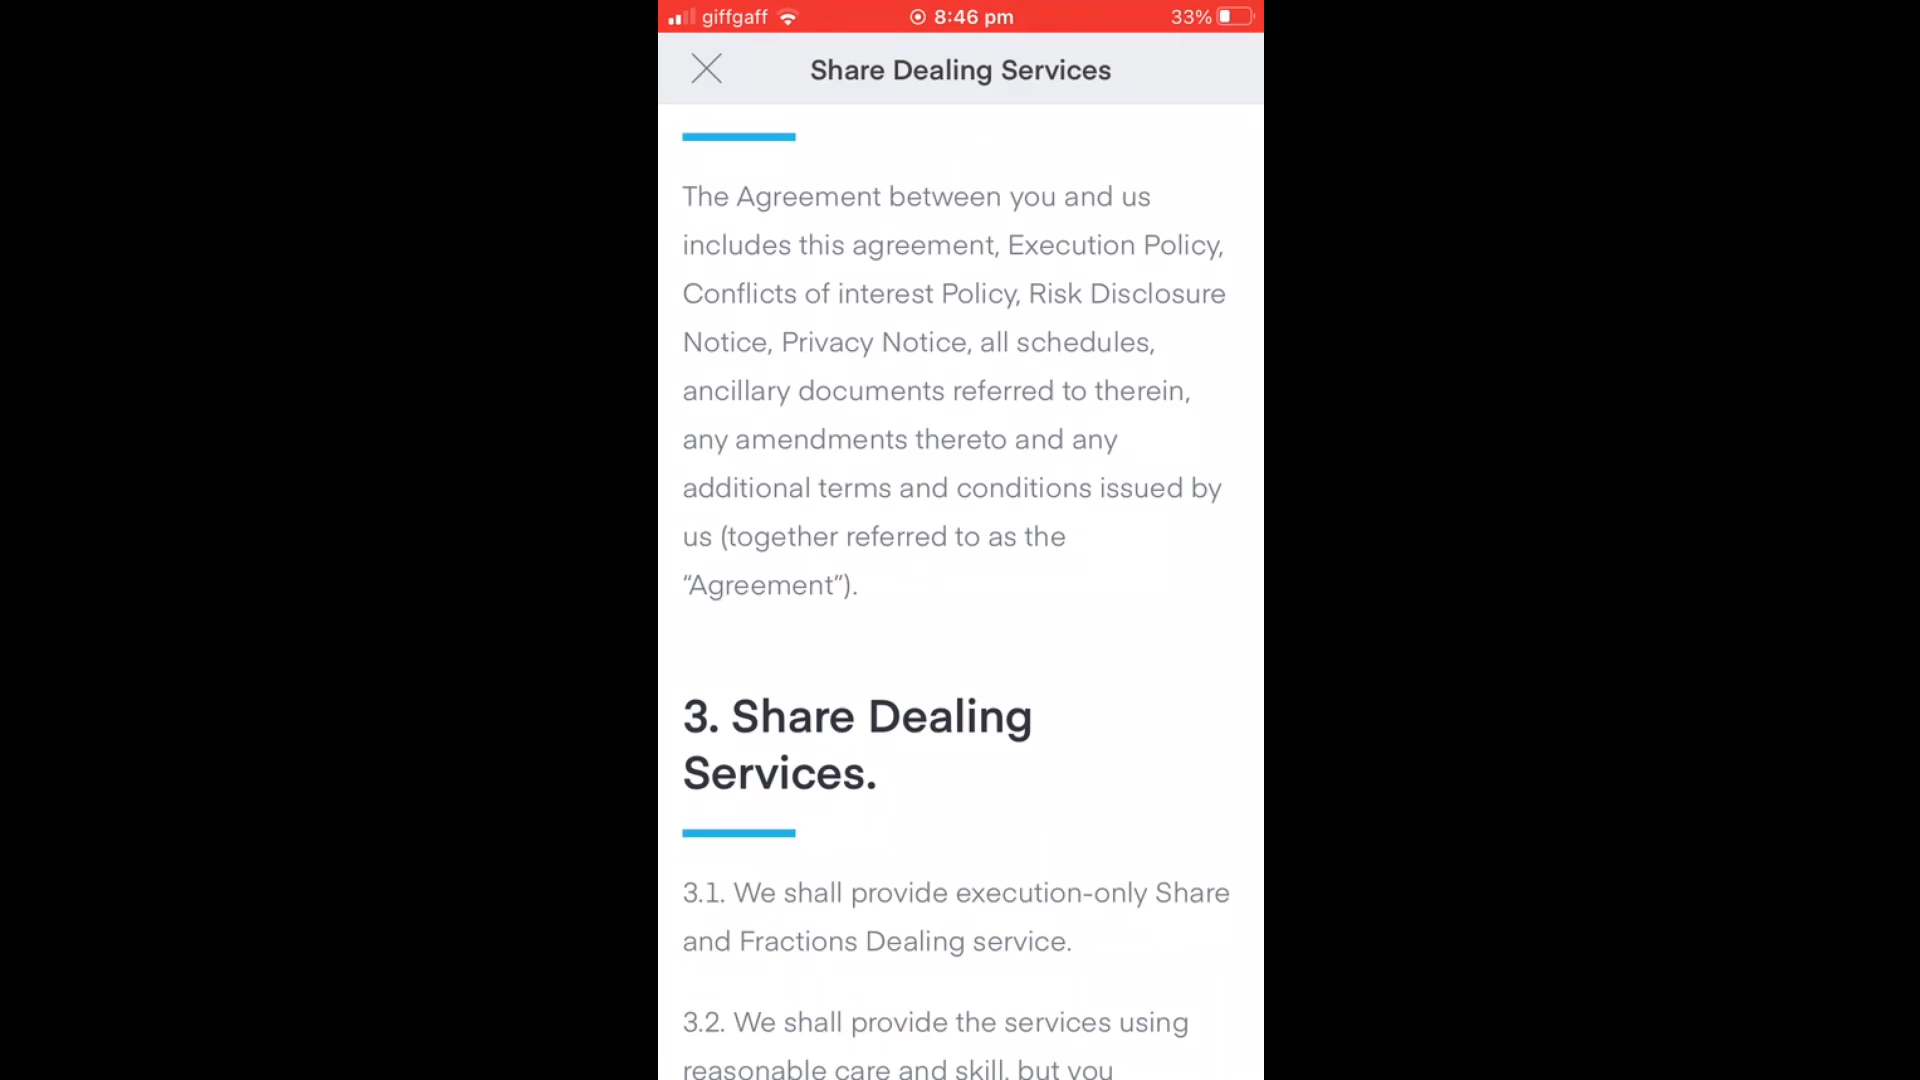 giffgaff 8:46 pm 33%
Share Dealing Services
The Agreement between you and us
includes this agreement, Execution Policy,
Conflicts of interest Policy, Risk Disclosure
Notice, Privacy Notice, all schedules,
ancillary documents referred to therein,
any amendments thereto and any
additional terms and conditions issued by
us (together referred to as the
“Agreement”).
3. Share Dealing
Services.
3.1. We shall provide execution-only Share
and Fractions Dealing service.
3.2. We shall provide the services using
reasonable care and skill, but you